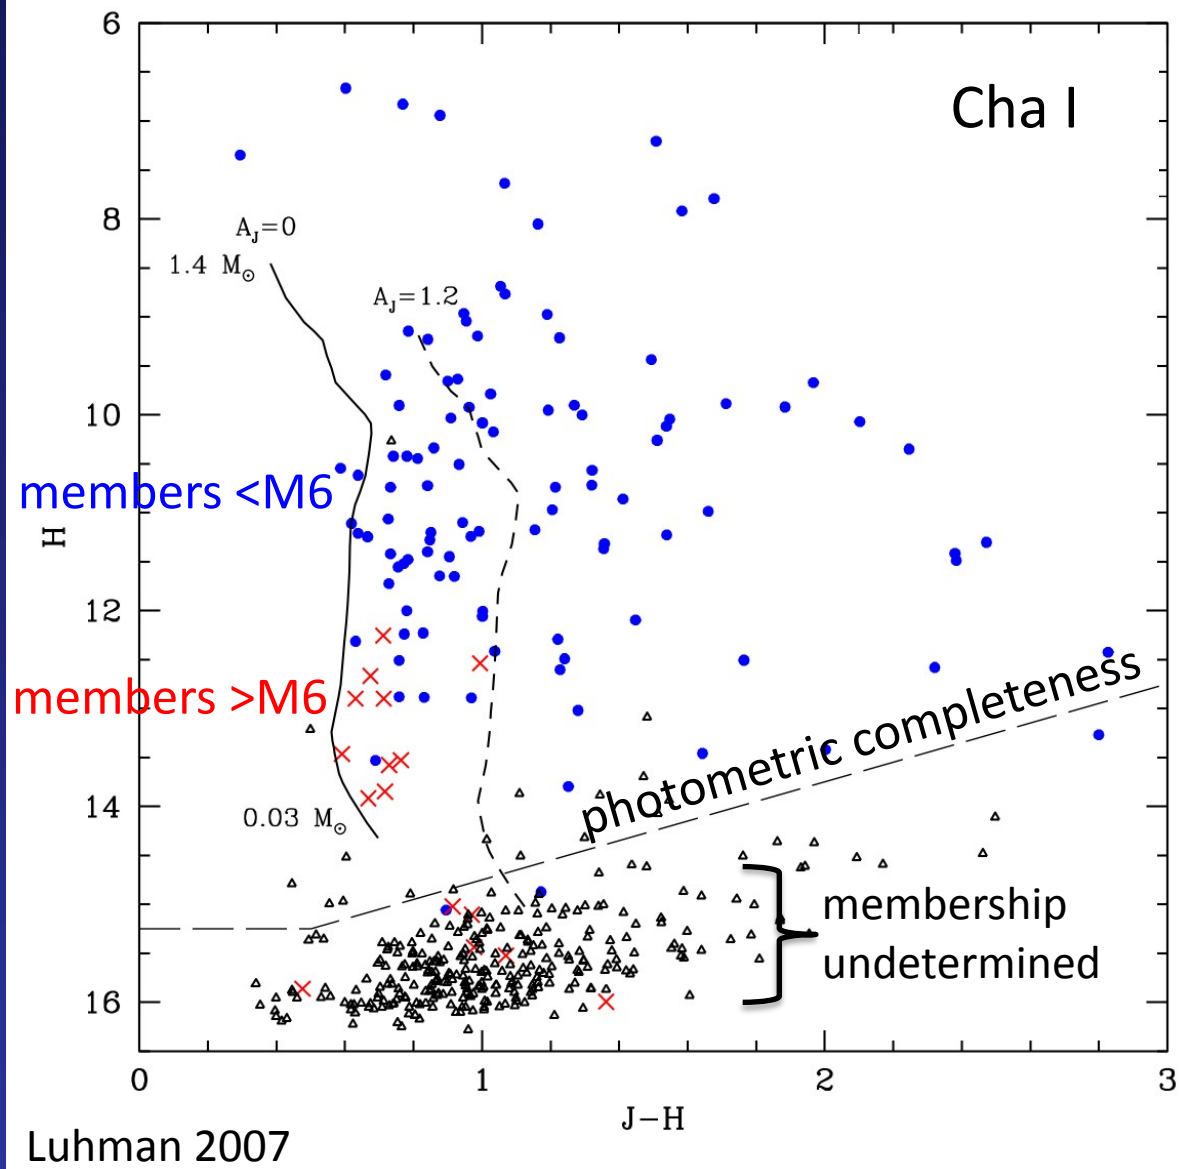 6
Cha I
8
A_J=0
1.4 M_⊙
A_J=1.2
10
members <M6
H
12
members >M6
photometric completeness
14
0.03 M_⊙
membership
undetermined
16
0 1 2 3
J−H
Luhman 2007